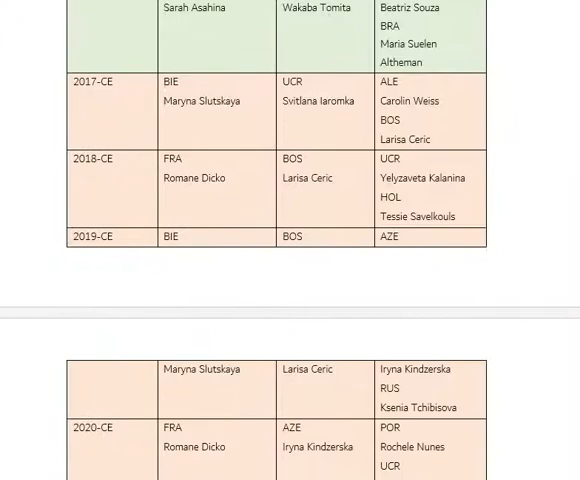 Sarah Asahina Wakaba Tomita Beatriz Souza
BRA
Maria Suelen
Altheman
2017-CE BIE UCR ALE
Maryna Slutskaya Svitlana Iaromka Carolin Weiss
BOS
Larisa Ceric
2018-CE FRA BOS UCR
Romane Dicko Larisa Ceric Yelyzaveta Kalanina
HOL
Tessie Savelkouls
2019-CE BIE BOS AZE
Maryna Slutskaya Larisa Ceric Iryna Kindzerska
RUS
Ksenia Tchibisova
2020-CE FRA AZE POR
Romane Dicko Iryna Kindzerska Rochele Nunes
UCR